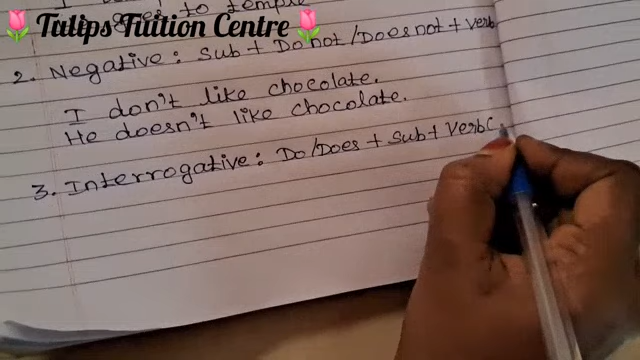 🌷Tulips Tuition Centre🌷
goes to temple
2. Negative: Sub + Do not / Does not + verb
I don't like chocolate.
He doesn't like chocolate.
3. Interrogative: Do/Does + Sub + Verb(